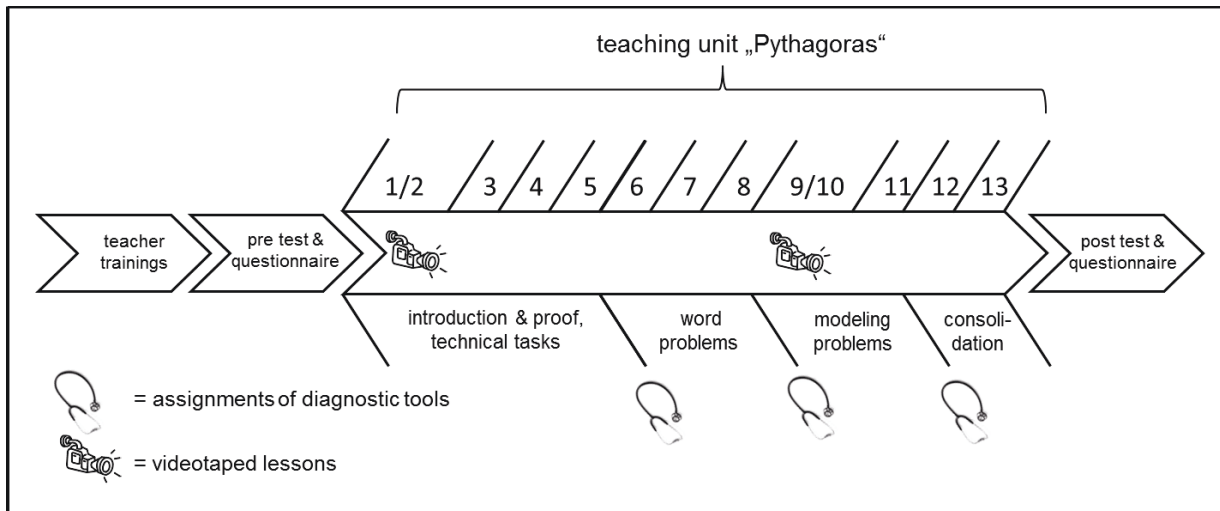 teaching unit „Pythagoras“
1/2 3 4 5 6 7 8 9/10 11 12 13
teacher
trainings
pre test &
questionnaire
post test &
questionnaire
introduction & proof,
technical tasks
word
problems
modeling
problems
consoli-
dation
= assignments of diagnostic tools
= videotaped lessons